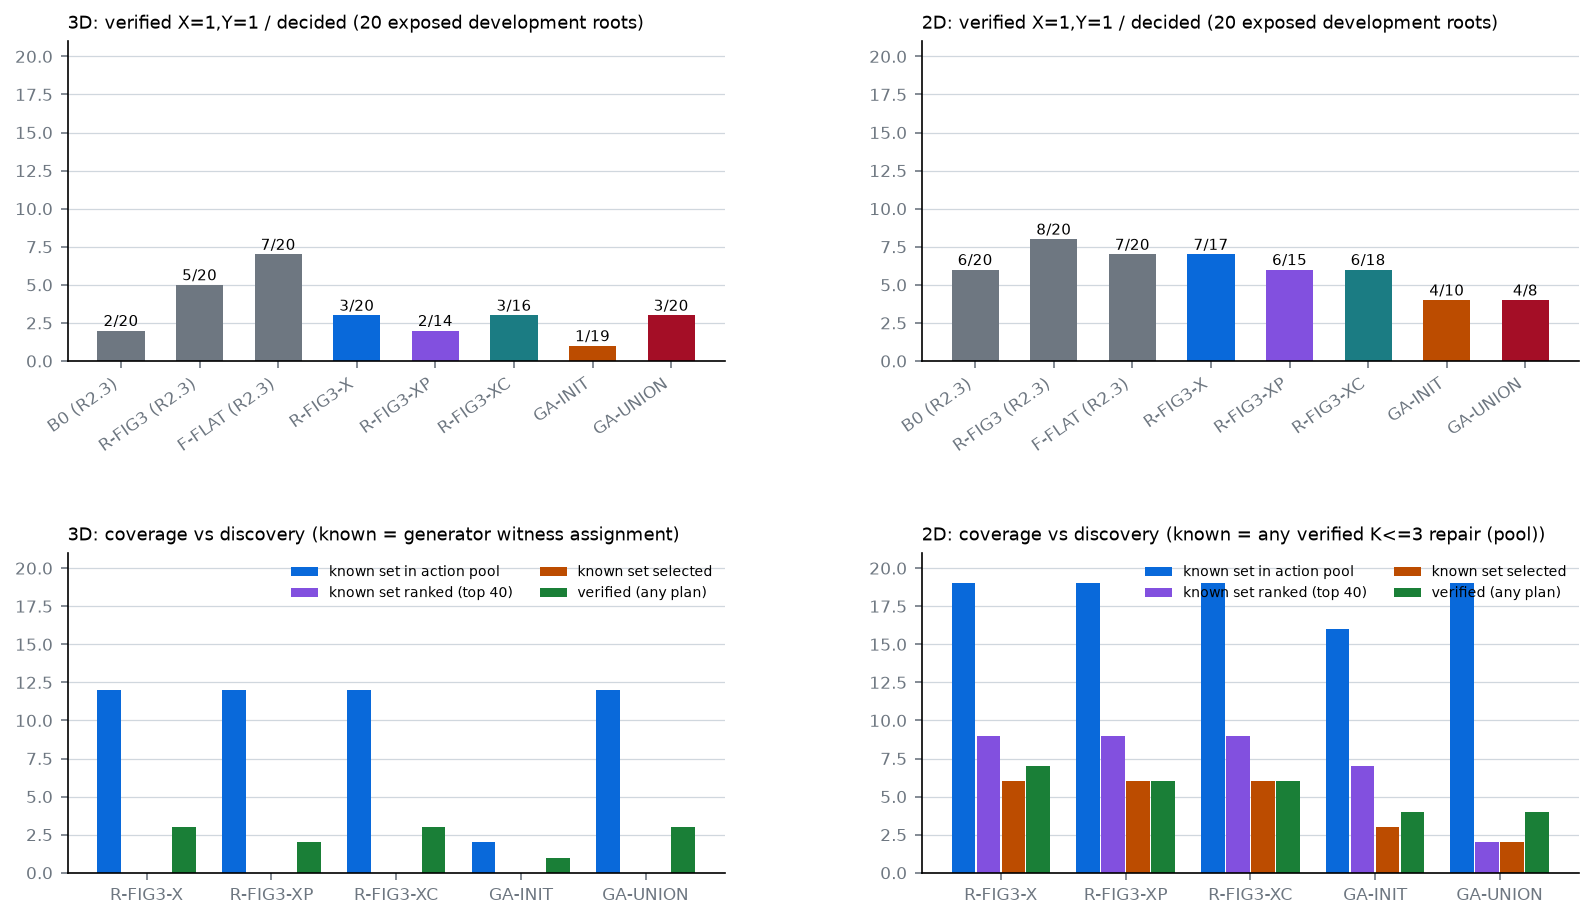 3D: verified X=1,Y=1 / decided (20 exposed development roots)
20.0
17.5
15.0
12.5
10.0
7.5
5.0
2.5
0.0
2/20
5/20
7/20
3/20
2/14
3/16
1/19
3/20
B0 (R2.3)
R-FIG3 (R2.3)
F-FLAT (R2.3)
R-FIG3-X
R-FIG3-XP
R-FIG3-XC
GA-INIT
GA-UNION
2D: verified X=1,Y=1 / decided (20 exposed development roots)
20.0
17.5
15.0
12.5
10.0
7.5
5.0
2.5
0.0
6/20
8/20
7/20
7/17
6/15
6/18
4/10
4/8
B0 (R2.3)
R-FIG3 (R2.3)
F-FLAT (R2.3)
R-FIG3-X
R-FIG3-XP
R-FIG3-XC
GA-INIT
GA-UNION
3D: coverage vs discovery (known = generator witness assignment)
known set in action pool
known set ranked (top 40)
known set selected
verified (any plan)
20.0
17.5
15.0
12.5
10.0
7.5
5.0
2.5
0.0
R-FIG3-X
R-FIG3-XP
R-FIG3-XC
GA-INIT
GA-UNION
2D: coverage vs discovery (known = any verified K<=3 repair (pool))
known set in action pool
known set ranked (top 40)
known set selected
verified (any plan)
20.0
17.5
15.0
12.5
10.0
7.5
5.0
2.5
0.0
R-FIG3-X
R-FIG3-XP
R-FIG3-XC
GA-INIT
GA-UNION